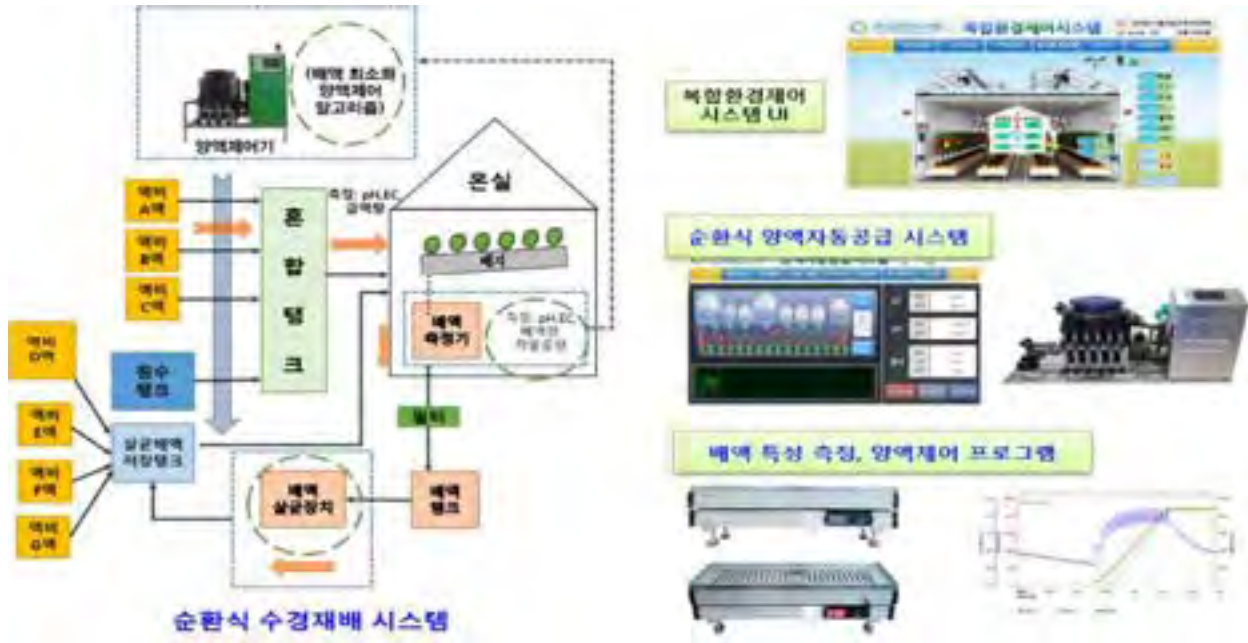 (배액 최소화
양액제어
알고리즘)
양액제어기
액비
A액
액비
B액
액비
C액
혼
합
탱
크
측정: pH,EC
급액량
온실
배지
배액
측정기
측정: pH,EC
배액량
액비
D액
원수
탱크
필터
액비
E액
액비
F액
액비
G액
살균배액
저장탱크
배액
살균장치
배액
탱크
순환식 수경재배 시스템
복합환경제어
시스템 UI
복합환경제어시스템
순환식 양액자동공급 시스템
배액 특성 측정, 양액제어 프로그램